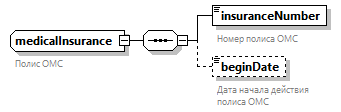 medicalInsurance
Полис ОМС
insuranceNumber
Номер полиса ОМС
beginDate
Дата начала действия
полиса ОМС